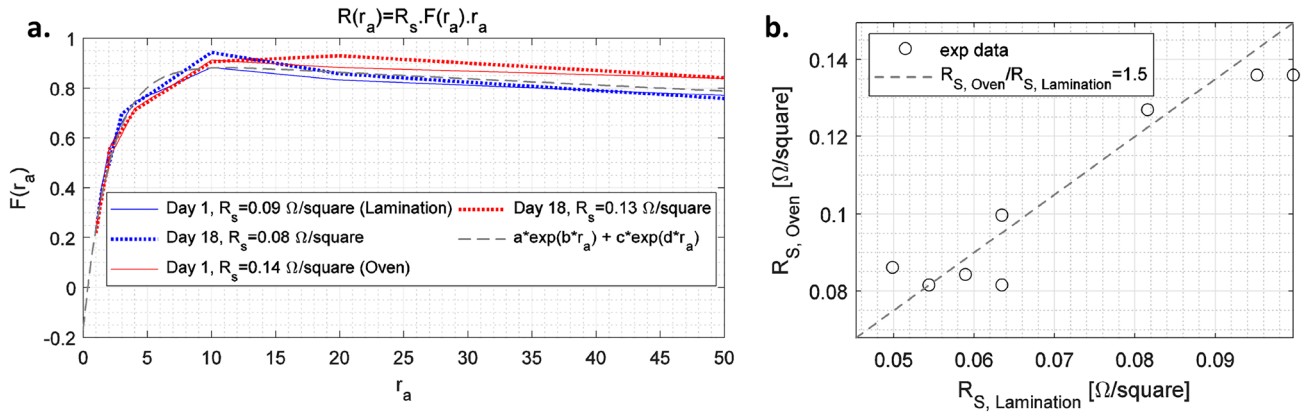 a.
R(r_a)=R_s.F(r_a).r_a
1
0.8
0.6
0.4
0.2
0
-0.2
F(r_a)
Day 1, R_s=0.09 Ω/square (Lamination)
Day 18, R_s=0.08 Ω/square
Day 1, R_s=0.14 Ω/square (Oven)
Day 18, R_s=0.13 Ω/square
a*exp(b*r_a) + c*exp(d*r_a)
0 5 10 15 20 25 30 35 40 45 50
r_a
b.
0.14
0.12
0.1
0.08
R_S, Oven [Ω/square]
exp data
R_S, Oven/R_S, Lamination=1.5
0.05 0.06 0.07 0.08 0.09
R_S, Lamination [Ω/square]